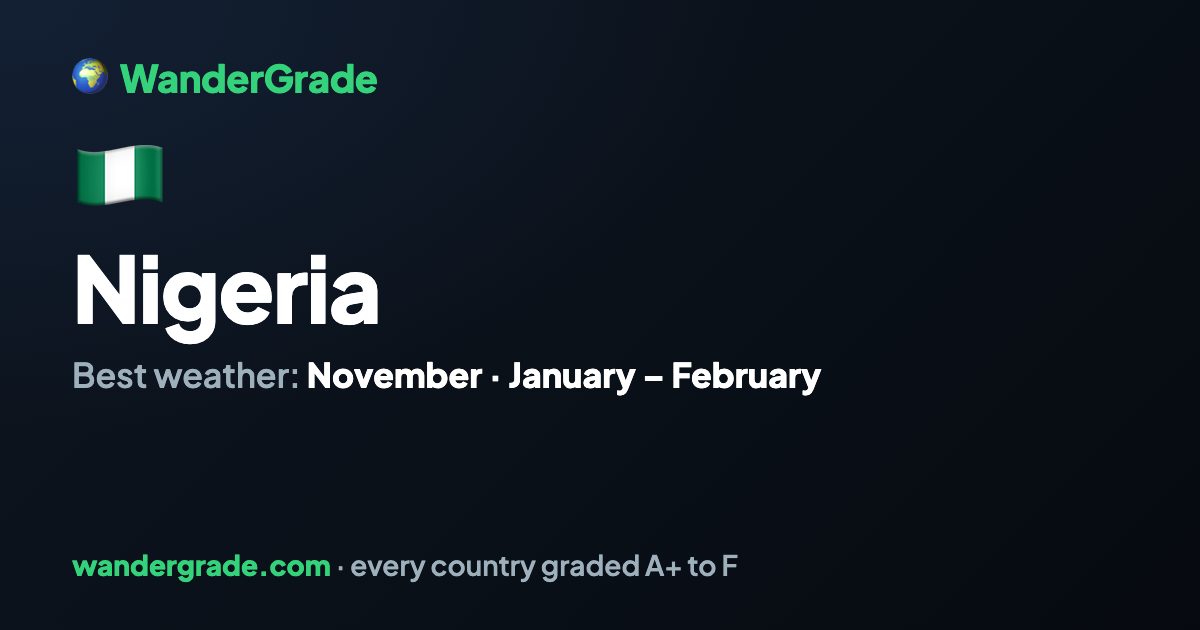 WanderGrade
Nigeria
Best weather: November · January – February
wandergrade.com · every country graded A+ to F